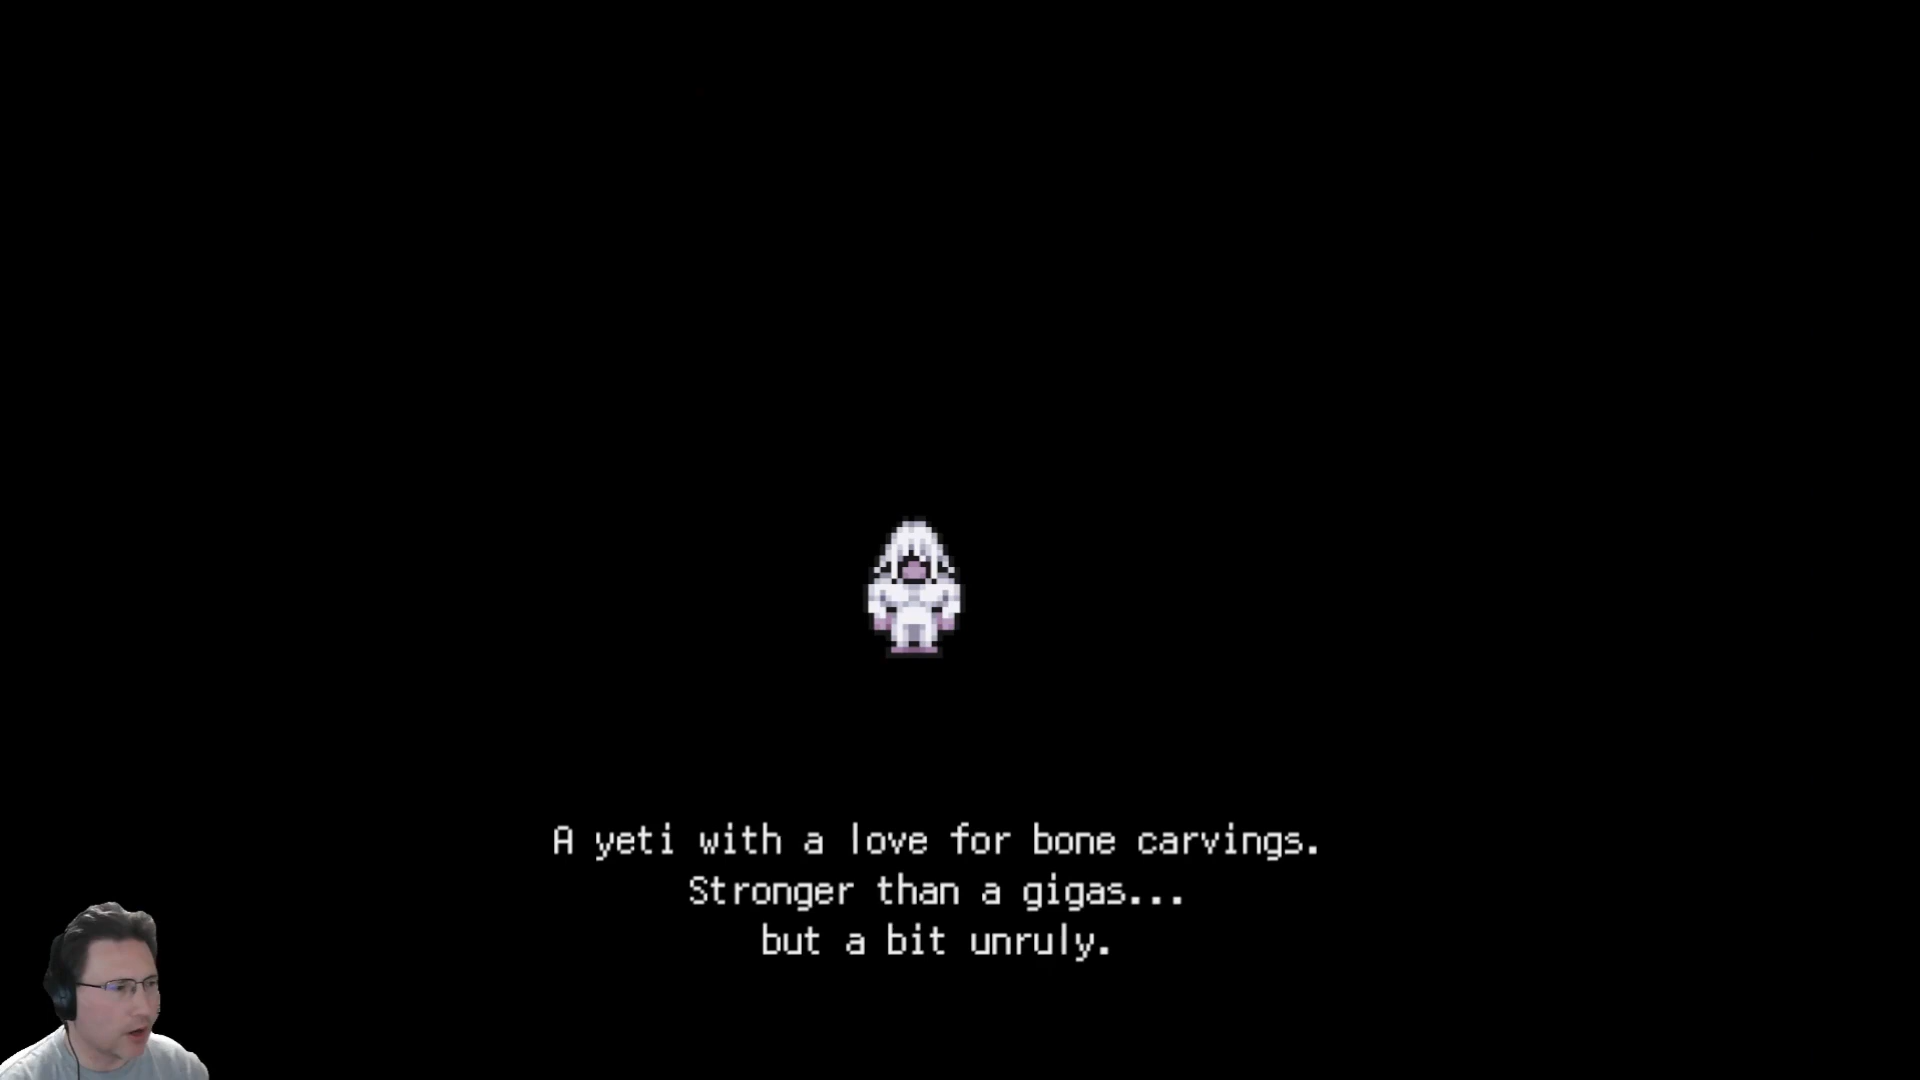 A yeti with a love for bone carvings.
Stronger than a gigas...
but a bit unruly.